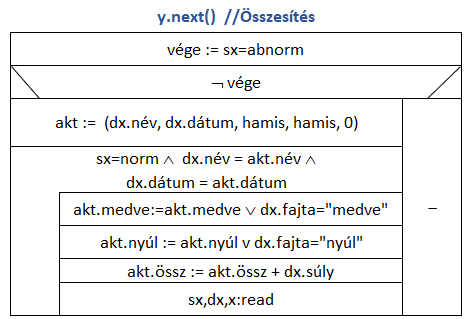 y.next() //Összesítés
vége := sx=abnorm
¬ vége
akt := (dx.név, dx.dátum, hamis, hamis, 0)
sx=norm ∧ dx.név = akt.név ∧
dx.dátum = akt.dátum
akt.medve:=akt.medve ∨ dx.fajta="medve"
akt.nyúl := akt.nyúl v dx.fajta="nyúl"
akt.össz := akt.össz + dx.súly
sx,dx,x:read
–